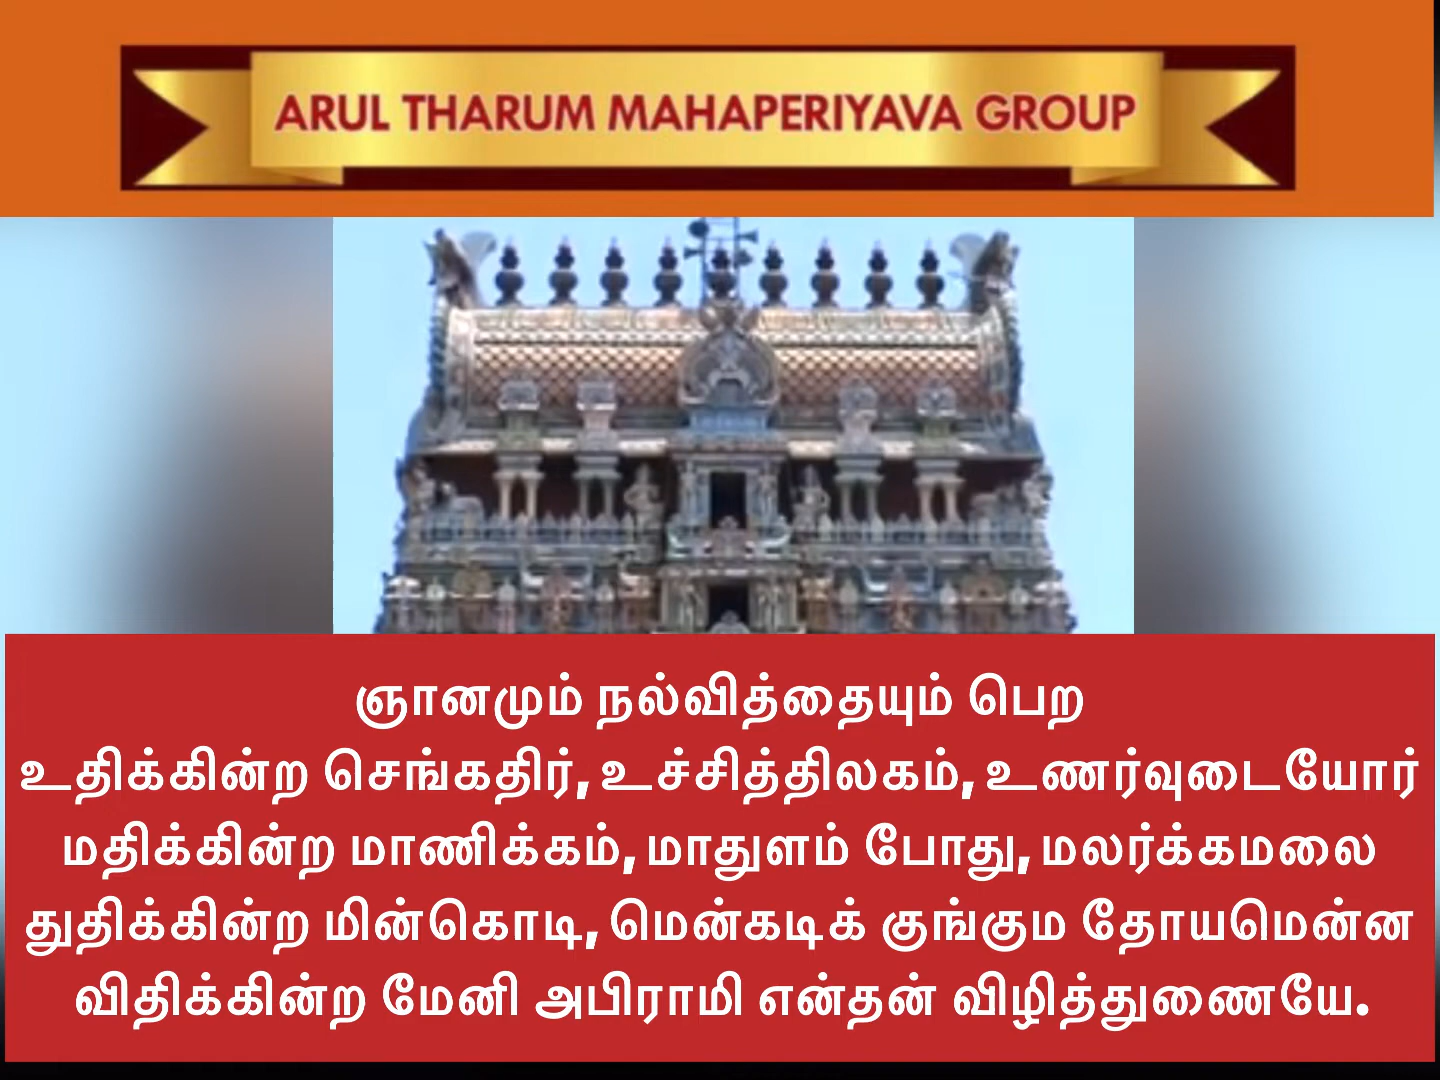 ARUL THARUM MAHAPERIYAVA GROUP
ஞானமும் நல்வித்தையும் பெற
உதிக்கின்ற செங்கதிர், உச்சித்திலகம், உணர்வுடையோர்
மதிக்கின்ற மாணிக்கம், மாதுளம் போது, மலர்க்கமலை
துதிக்கின்ற மின்கொடி, மென்கடிக் குங்கும தோயமென்ன
விதிக்கின்ற மேனி அபிராமி என்தன் விழித்துணையே.